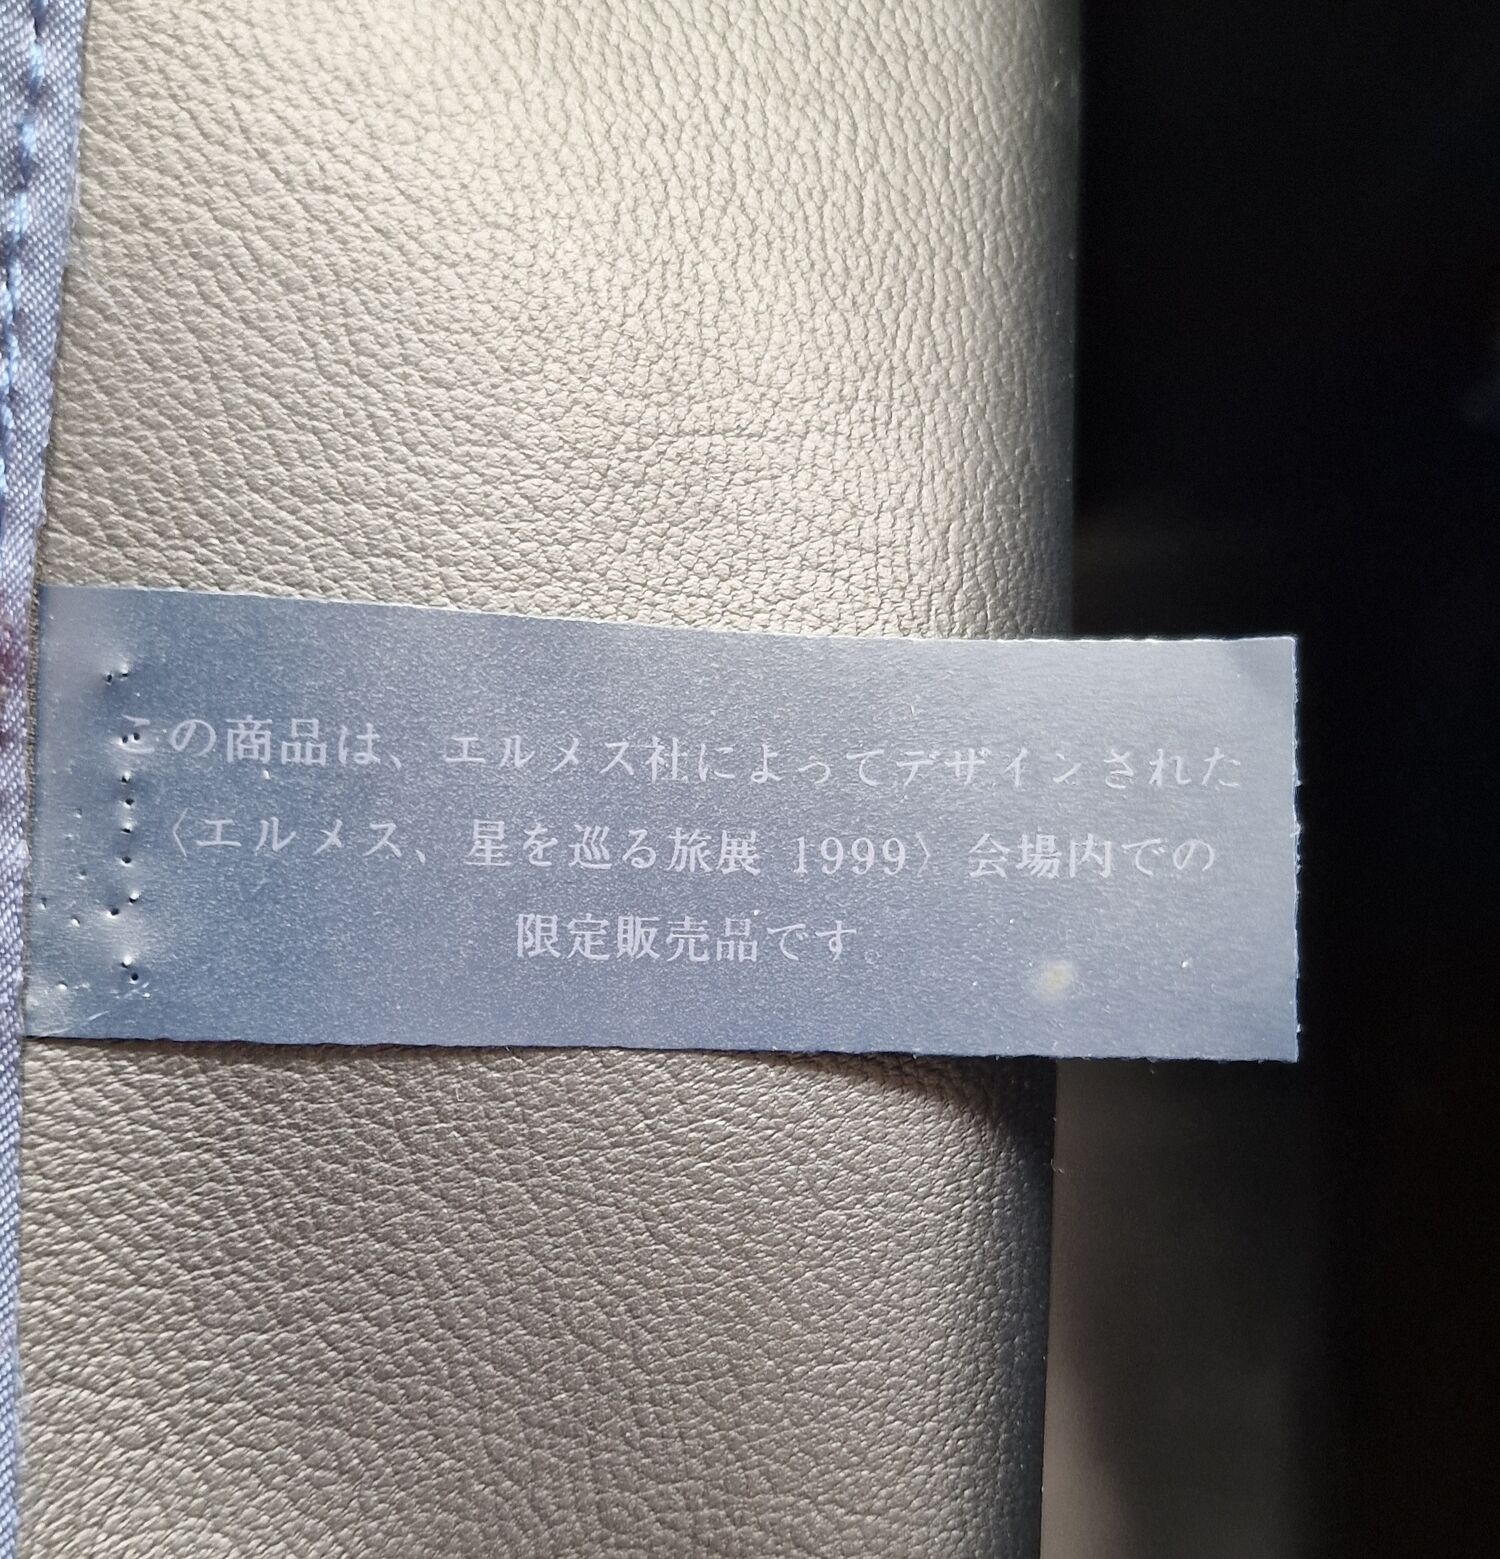 この商品は、エルメス社によってデザインされた
〈エルメス、星を巡る旅展 1999〉会場内での
限定販売品です。